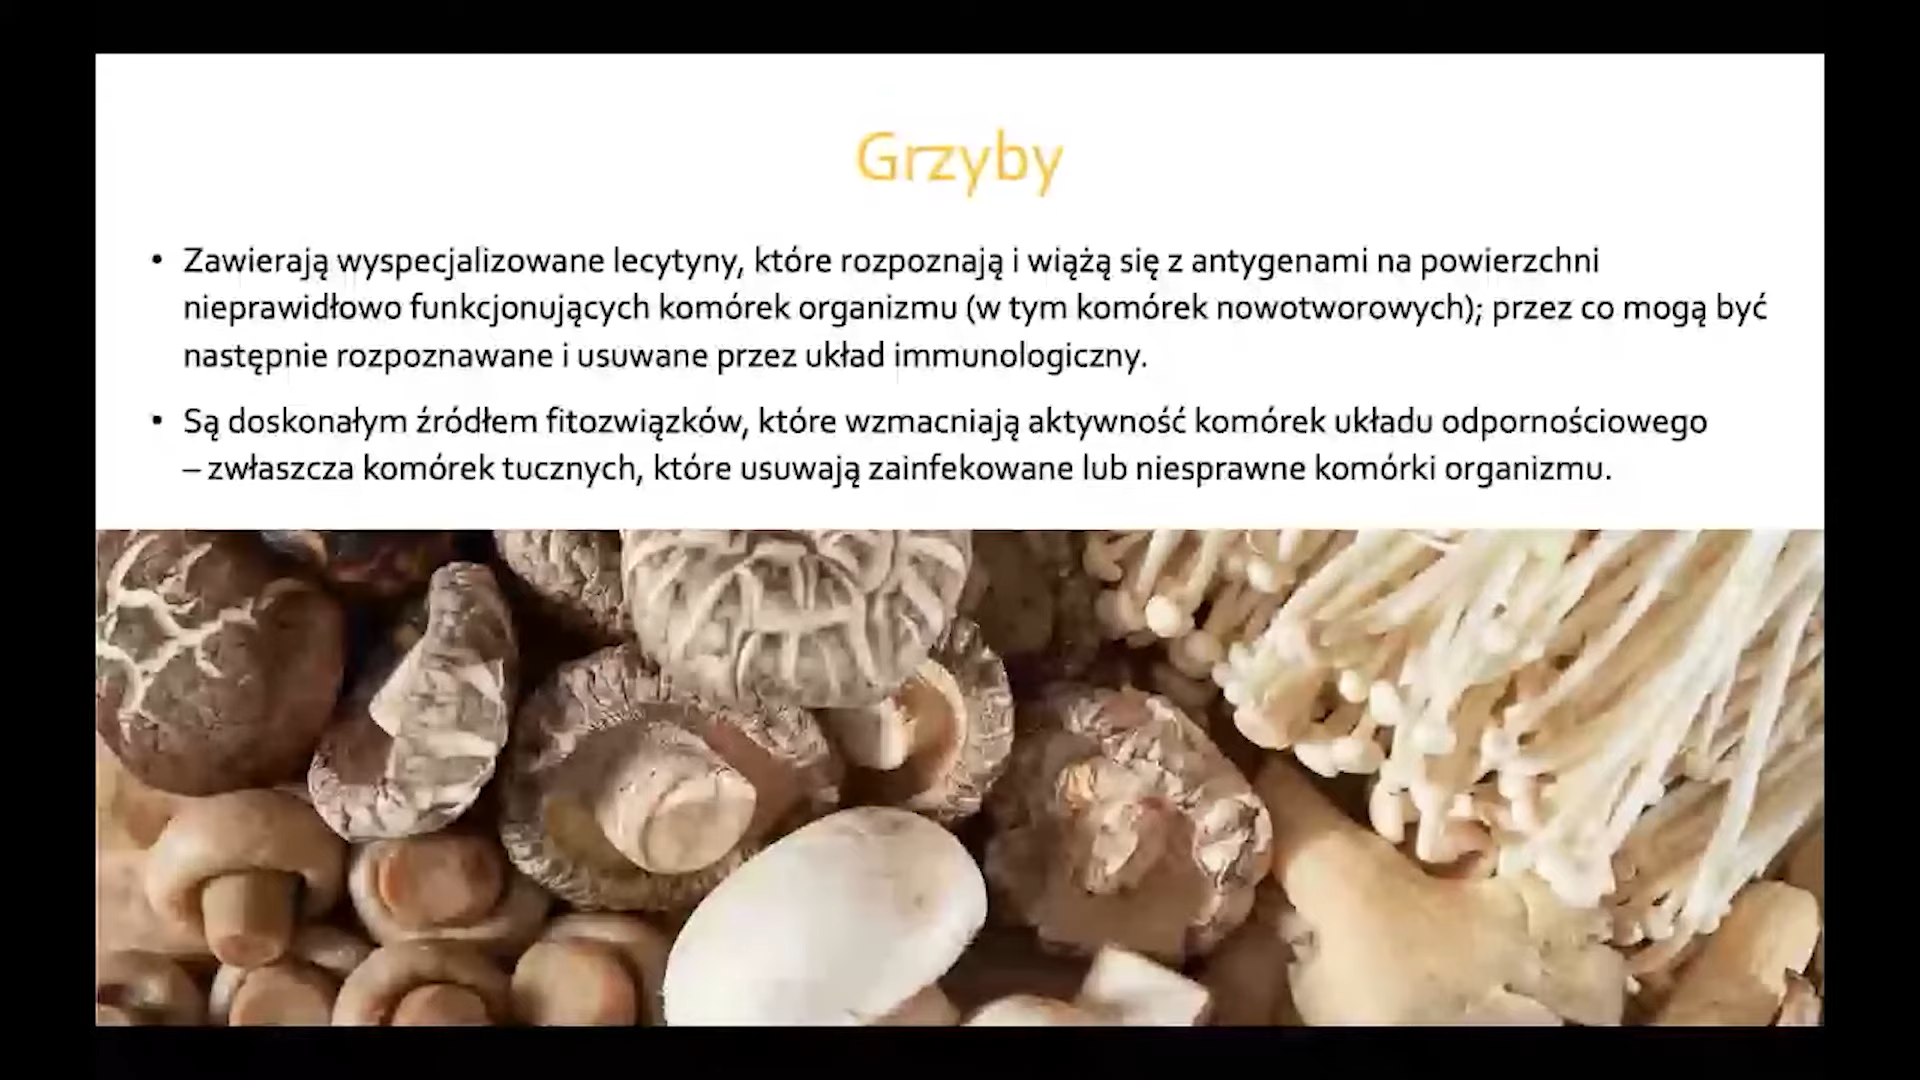 Grzyby
• Zawierają wyspecjalizowane lecytyny, które rozpoznają i wiążą się z antygenami na powierzchni
nieprawidłowo funkcjonujących komórek organizmu (w tym komórek nowotworowych); przez co mogą być
następnie rozpoznawane i usuwane przez układ immunologiczny.
• Są doskonałym źródłem fitozwiązków, które wzmacniają aktywność komórek układu odpornościowego
– zwłaszcza komórek tucznych, które usuwają zainfekowane lub niesprawne komórki organizmu.